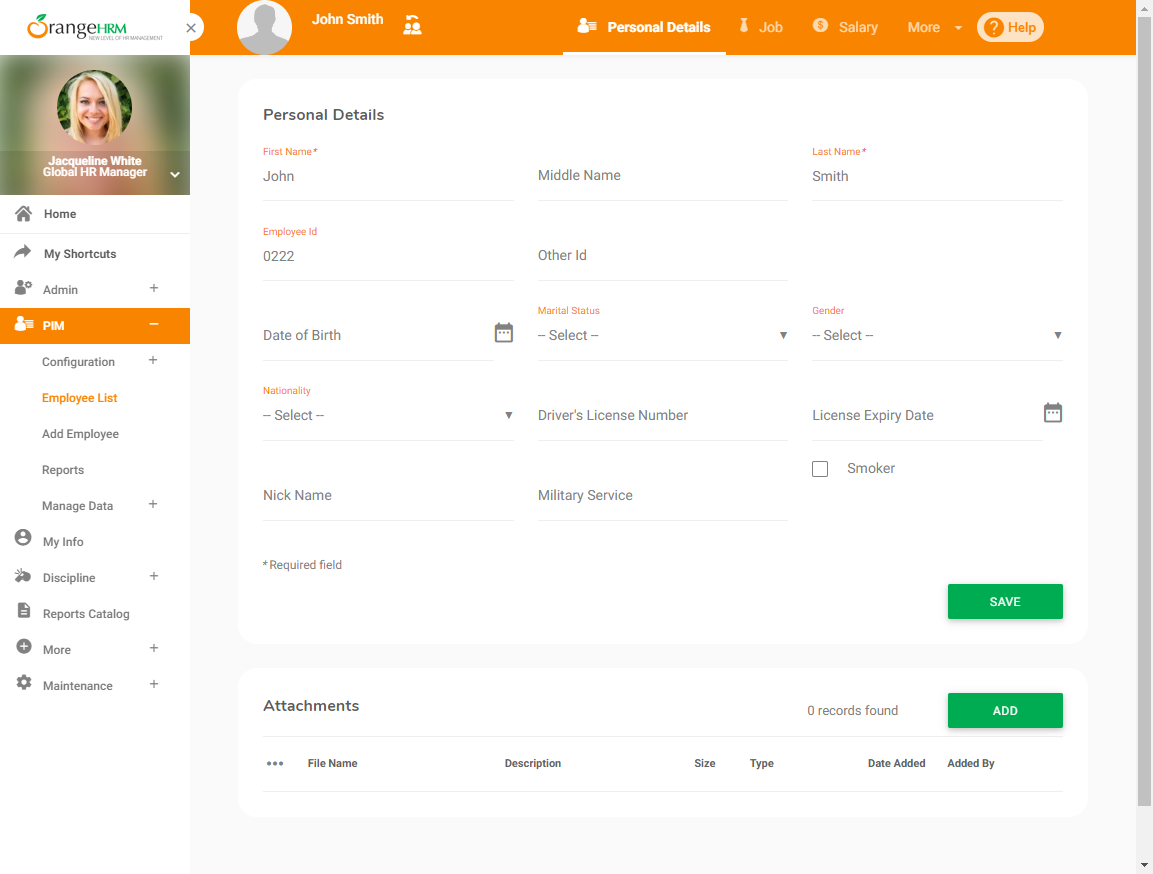 OrangeHRM
NEW LEVEL OF HR MANAGEMENT
John Smith
Personal Details
Job
Salary
More
? Help
Jacqueline White
Global HR Manager
Home
My Shortcuts
Admin +
PIM −
Configuration +
Employee List
Add Employee
Reports
Manage Data +
My Info
Discipline +
Reports Catalog
More +
Maintenance +
Personal Details
First Name*
John
Middle Name
Last Name*
Smith
Employee Id
0222
Other Id
Date of Birth
Marital Status
-- Select --
Gender
-- Select --
Nationality
-- Select --
Driver's License Number
License Expiry Date
Smoker
Nick Name
Military Service
* Required field
SAVE
Attachments
0 records found
ADD
File Name Description Size Type Date Added Added By